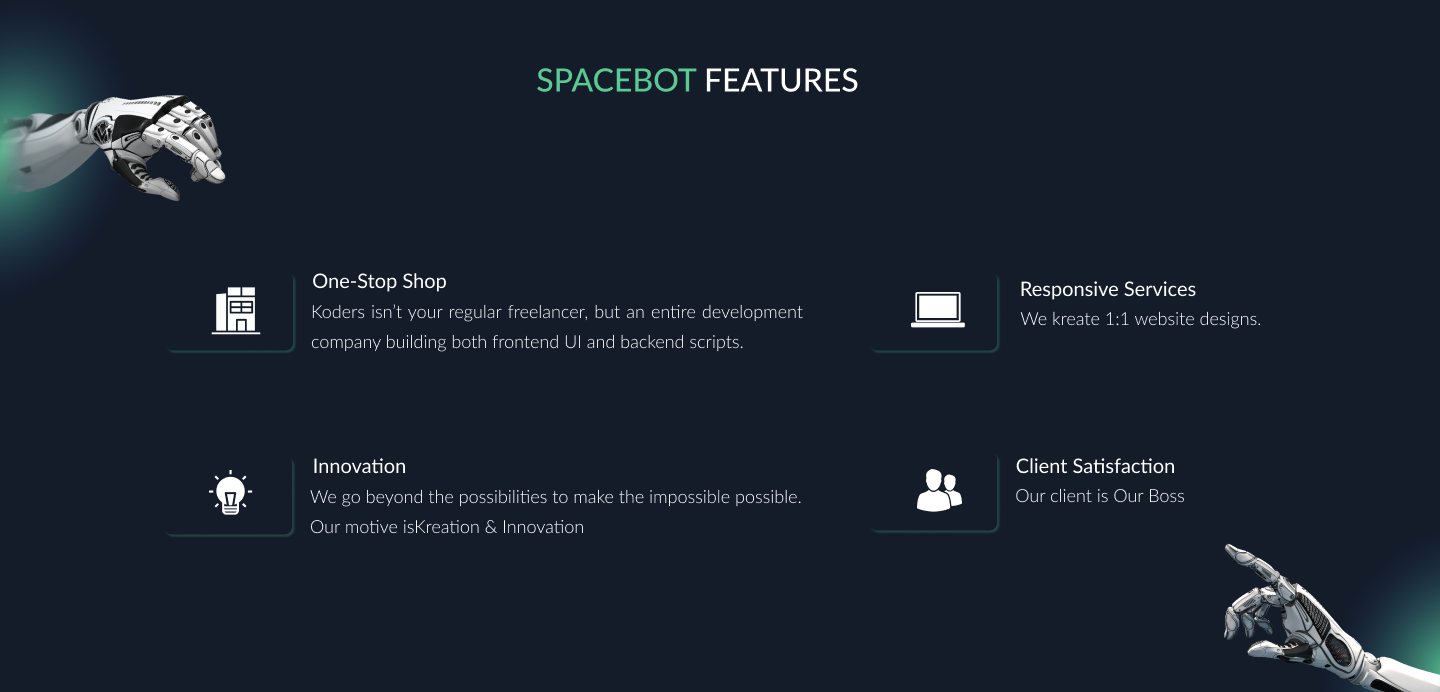 SPACEBOT FEATURES
One-Stop Shop
Koders isn't your regular freelancer, but an entire development
company building both frontend UI and backend scripts.
Responsive Services
We kreate 1:1 website designs.
Innovation
We go beyond the possibilities to make the impossible possible.
Our motive isKreation & Innovation
Client Satisfaction
Our client is Our Boss